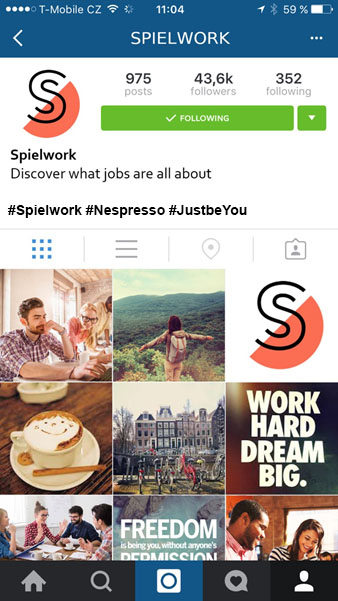 T-Mobile CZ 11:04 59 %
SPIELWORK
975 43,6k 352
posts followers following
FOLLOWING
Spielwork
Discover what jobs are all about
#Spielwork #Nespresso #JustbeYou
S
WORK
HARD
DREAM
BIG.
FREEDOM
is being you, without anyone's
PERMISSION